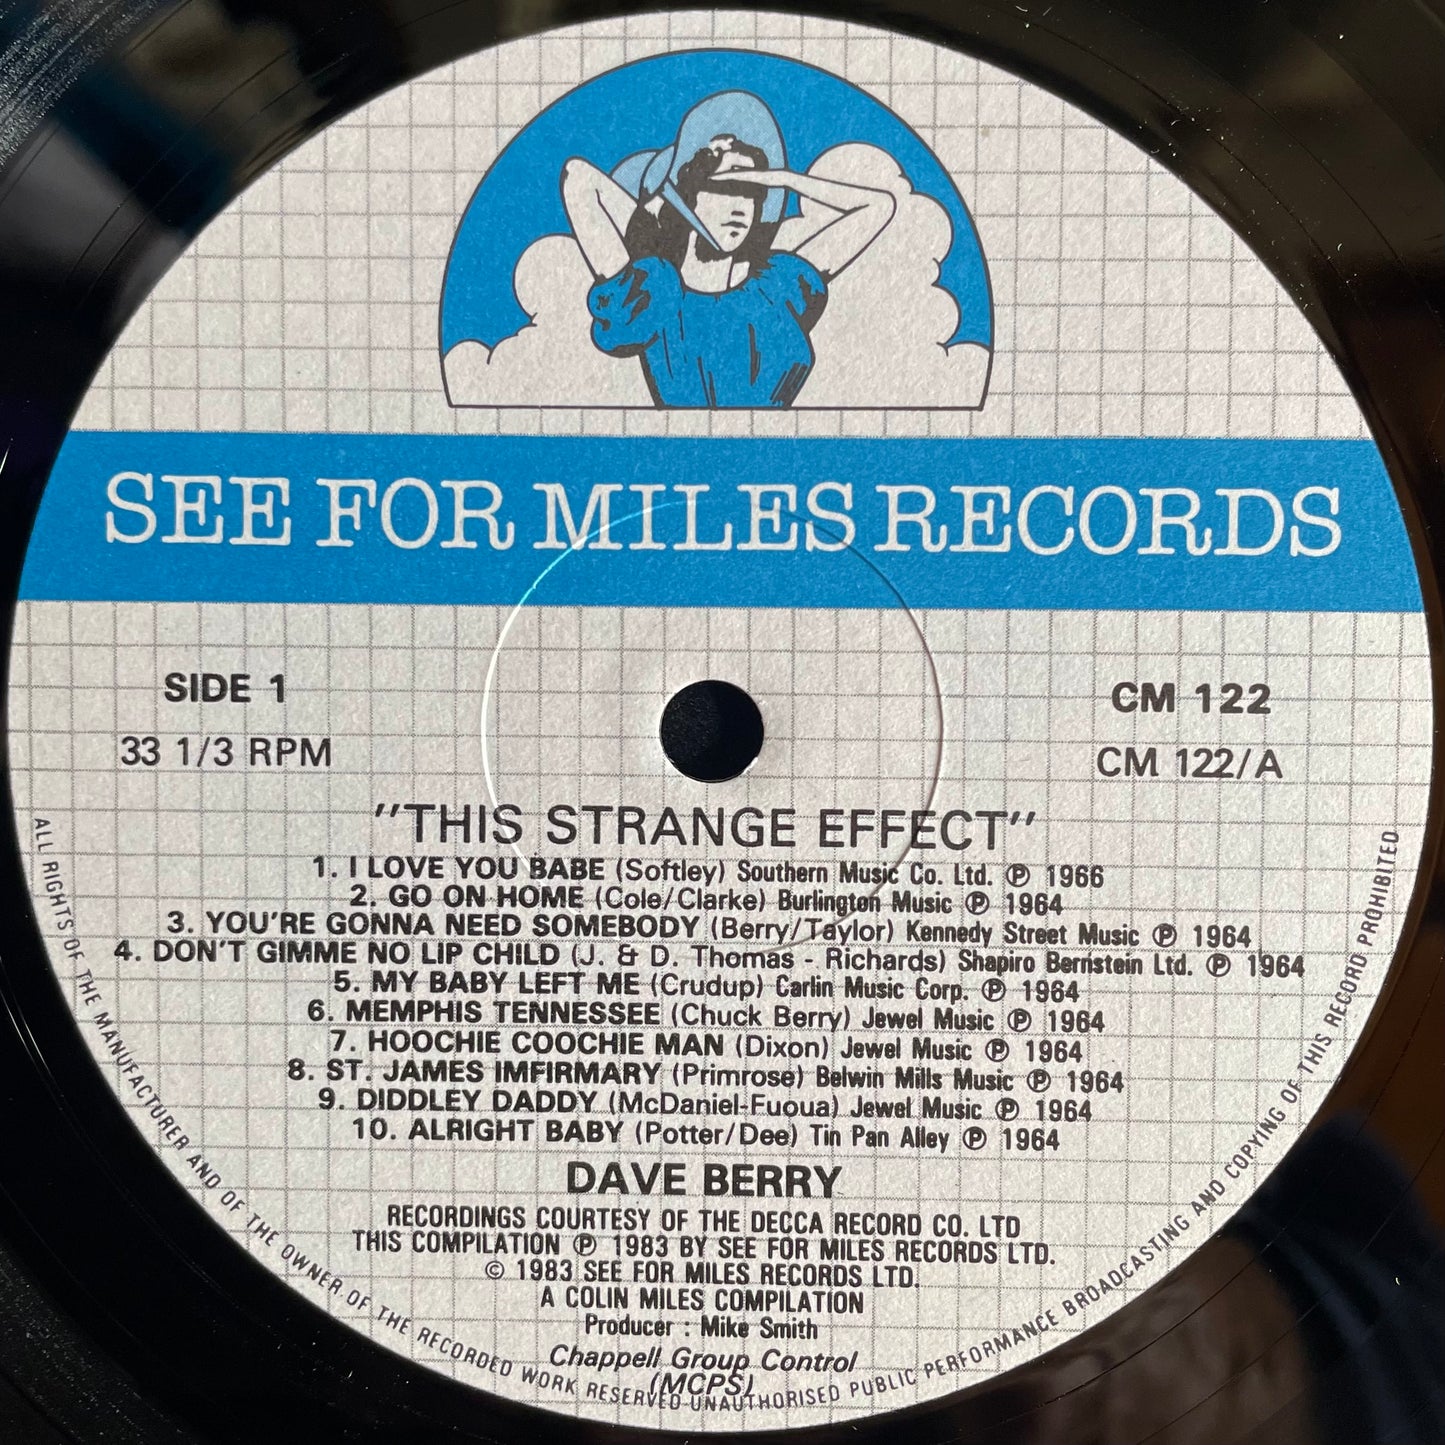 SEE FOR MILES RECORDS
SIDE 1
CM 122
33 1/3 RPM
CM 122/A
"THIS STRANGE EFFECT"
1. I LOVE YOU BABE (Softley) Southern Music Co. Ltd. ℗ 1966
2. GO ON HOME (Cole/Clarke) Burlington Music ℗ 1964
3. YOU'RE GONNA NEED SOMEBODY (Berry/Taylor) Kennedy Street Music ℗ 1964
4. DON'T GIMME NO LIP CHILD (J. & D. Thomas - Richards) Shapiro Bernstein Ltd. ℗ 1964
5. MY BABY LEFT ME (Crudup) Carlin Music Corp. ℗ 1964
6. MEMPHIS TENNESSEE (Chuck Berry) Jewel Music ℗ 1964
7. HOOCHIE COOCHIE MAN (Dixon) Jewel Music ℗ 1964
8. ST. JAMES IMFIRMARY (Primrose) Belwin Mills Music ℗ 1964
9. DIDDLEY DADDY (McDaniel-Fuoua) Jewel Music ℗ 1964
10. ALRIGHT BABY (Potter/Dee) Tin Pan Alley ℗ 1964
DAVE BERRY
RECORDINGS COURTESY OF THE DECCA RECORD CO. LTD
THIS COMPILATION ℗ 1983 BY SEE FOR MILES RECORDS LTD.
© 1983 SEE FOR MILES RECORDS LTD.
A COLIN MILES COMPILATION
Producer : Mike Smith
Chappell Group Control
(MCPS)
ALL RIGHTS OF THE MANUFACTURER AND OF THE OWNER OF THE RECORDED WORK RESERVED-UNAUTHORISED PUBLIC PERFORMANCE BROADCASTING AND COPYING OF THIS RECORD PROHIBITED